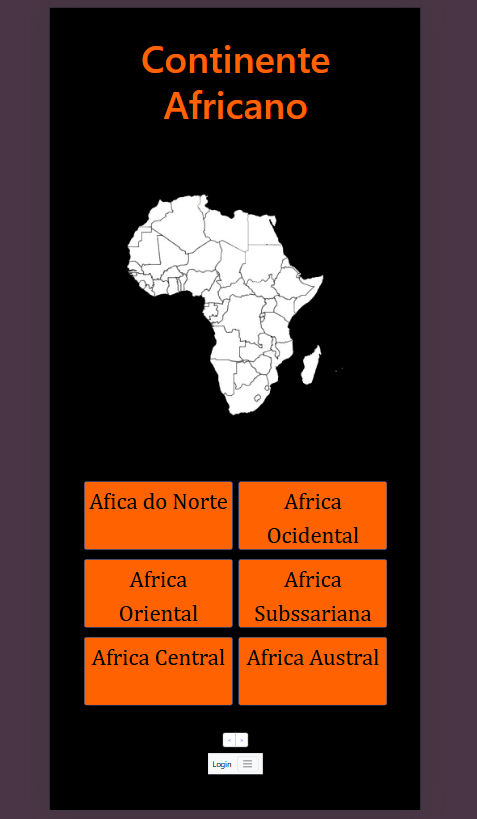 Continente
Africano
Afica do Norte
Africa
Ocidental
Africa
Oriental
Africa
Subssariana
Africa Central
Africa Austral
< >
Login